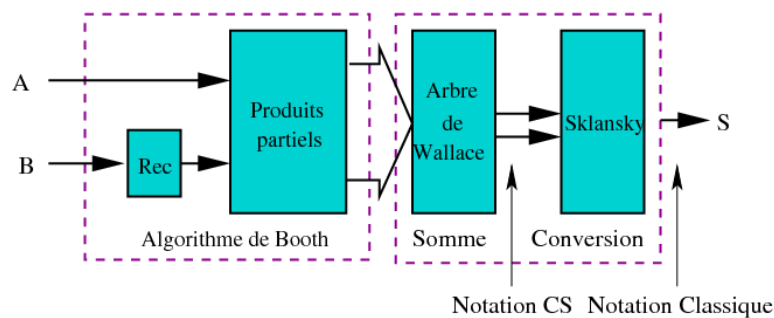 A
B
Rec
Produits
partiels
Algorithme de Booth
Arbre
de
Wallace
Somme
Sklansky
Conversion
S
Notation CS
Notation Classique